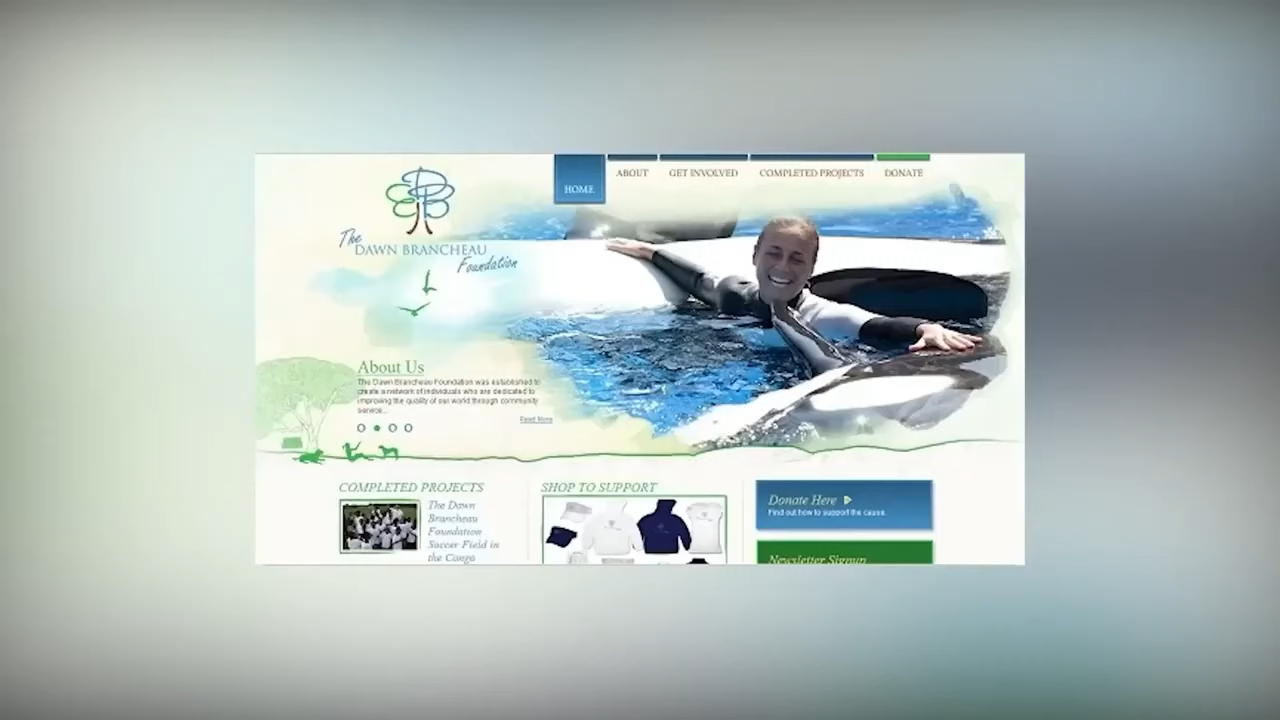 HOME
ABOUT
GET INVOLVED
COMPLETED PROJECTS
DONATE
The
DAWN BRANCHEAU
Foundation
About Us
The Dawn Brancheau Foundation was established to
create a network of individuals who are dedicated to
improving the quality of our world through community
service...
Read More
COMPLETED PROJECTS
The Dawn
Brancheau
Foundation
Soccer Field in
the Congo
SHOP TO SUPPORT
Donate Here
Find out how to support the cause.
Newsletter Signup